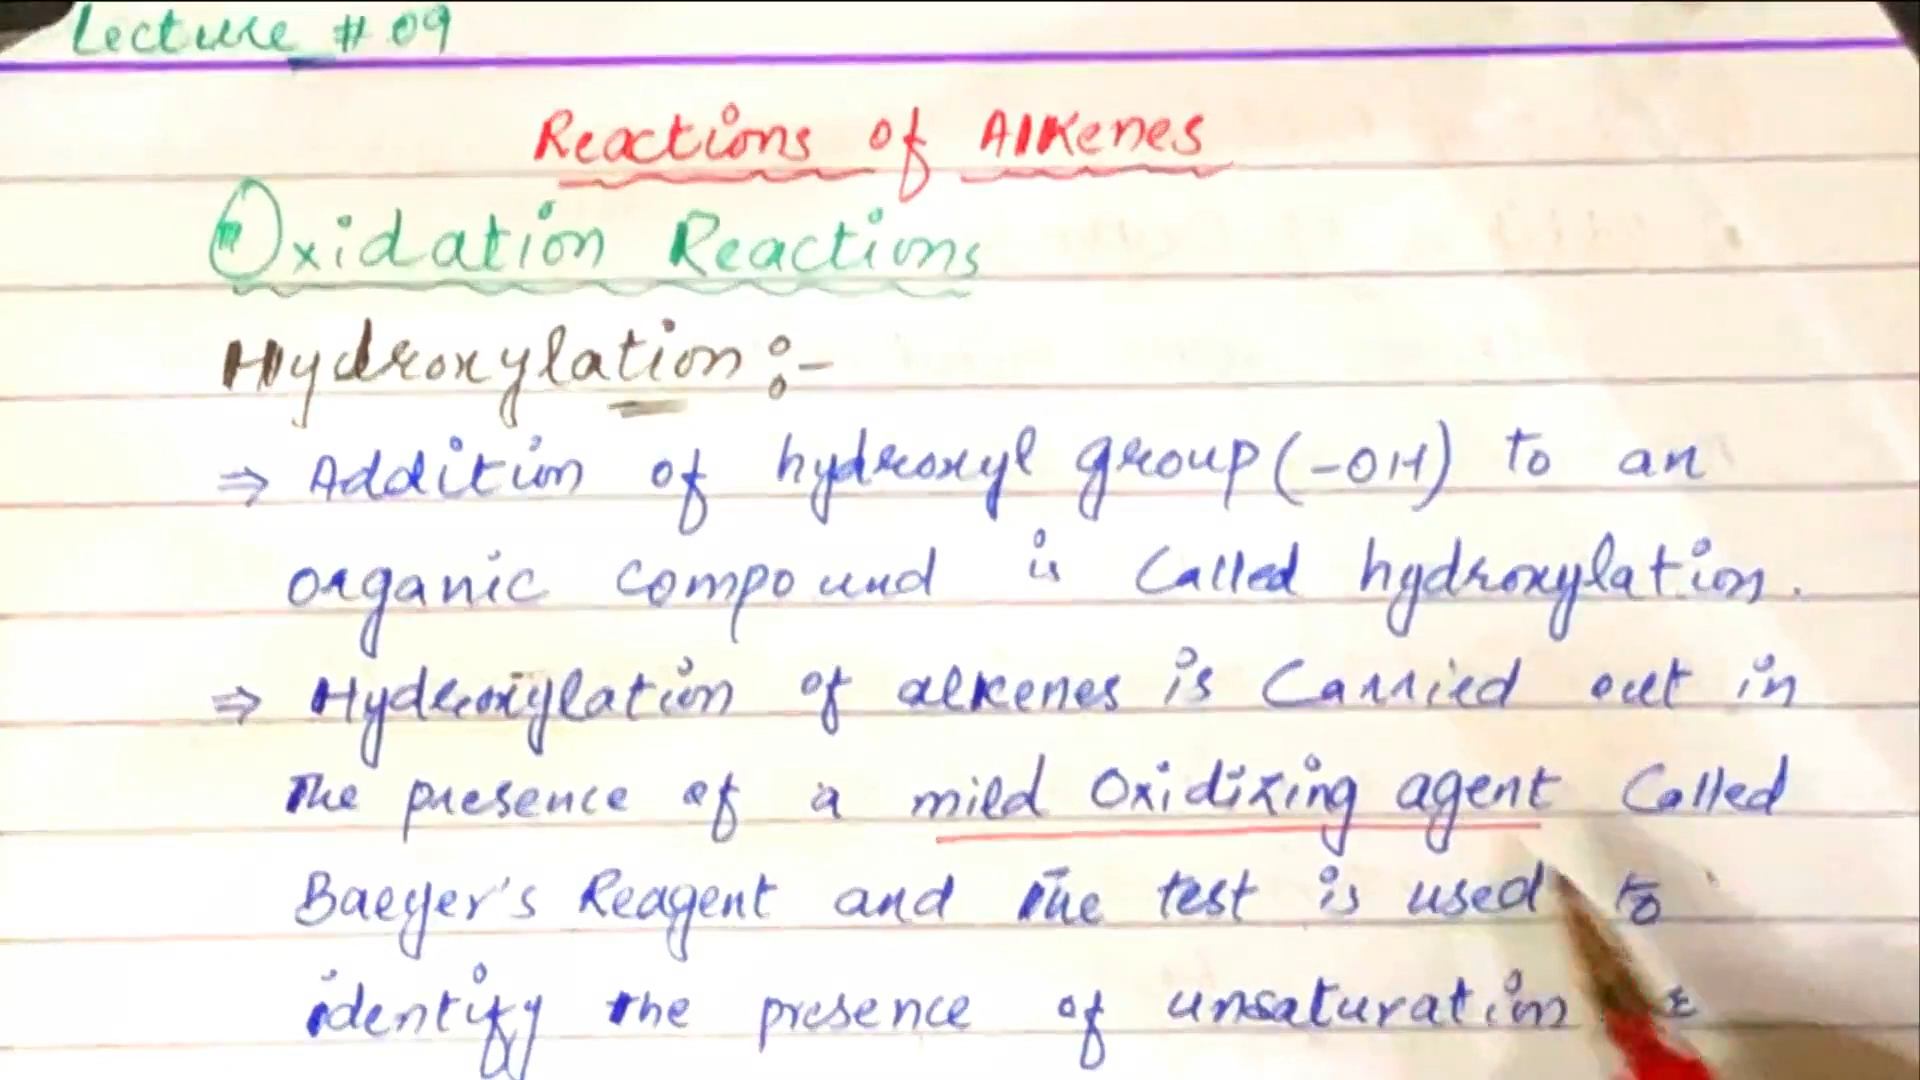 Lecture # 09
Reactions of Alkenes
Oxidation Reactions
Hydroxylation :-
⇒ Addition of hydroxyl group (-OH) to an
organic compound is Called hydroxylation.
⇒ Hydroxylation of alkenes is Carried out in
The presence of a mild Oxidizing agent Called
Baeyer's Reagent and The test is used to
identify the presence of unsaturation